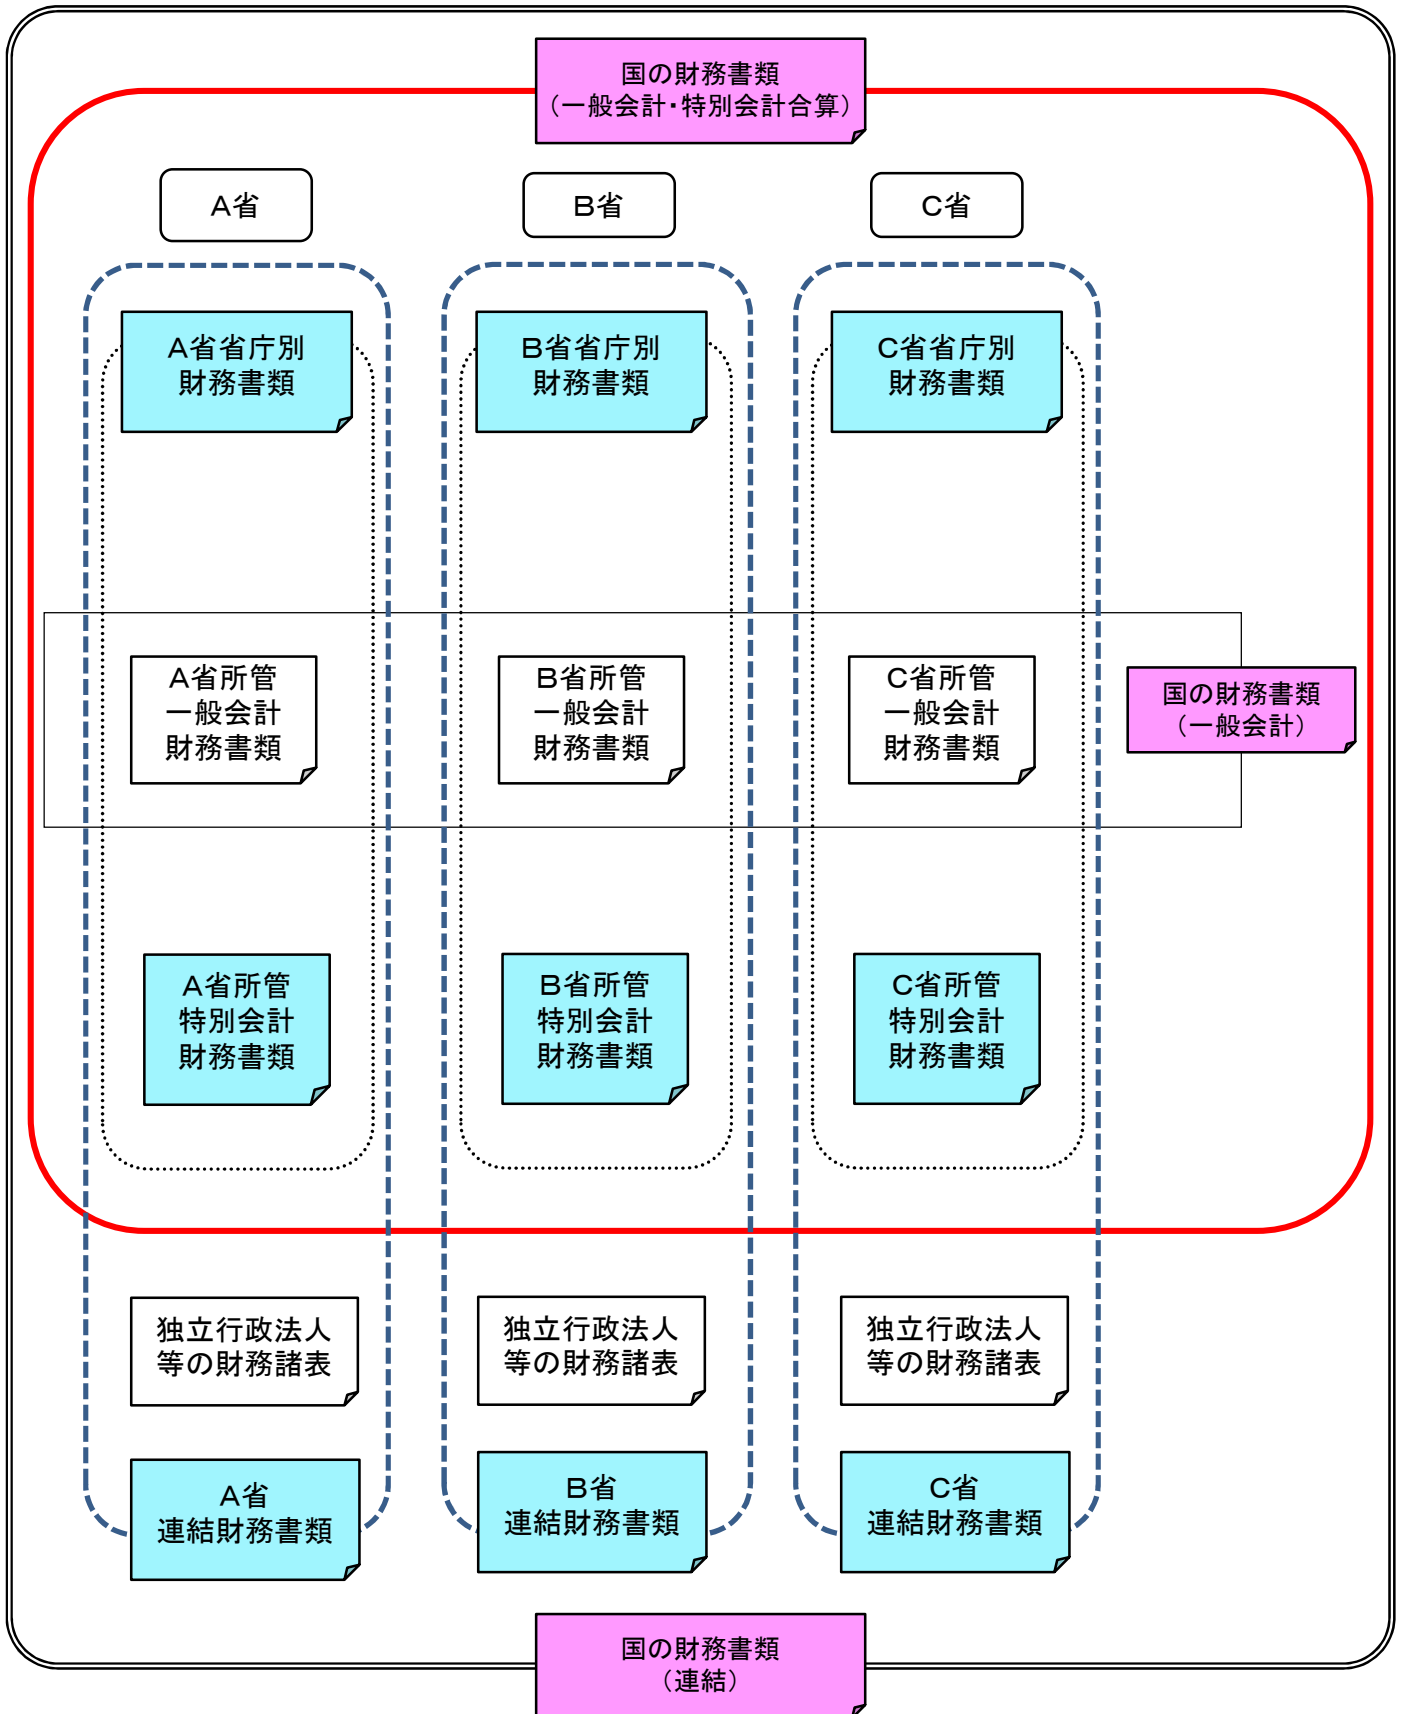 国の財務書類
（一般会計・特別会計合算）
Ａ省
Ｂ省
Ｃ省
Ａ省省庁別
財務書類
Ｂ省省庁別
財務書類
Ｃ省省庁別
財務書類
Ａ省所管
一般会計
財務書類
Ｂ省所管
一般会計
財務書類
Ｃ省所管
一般会計
財務書類
国の財務書類
（一般会計）
Ａ省所管
特別会計
財務書類
Ｂ省所管
特別会計
財務書類
Ｃ省所管
特別会計
財務書類
独立行政法人
等の財務諸表
独立行政法人
等の財務諸表
独立行政法人
等の財務諸表
Ａ省
連結財務書類
Ｂ省
連結財務書類
Ｃ省
連結財務書類
国の財務書類
（連結）